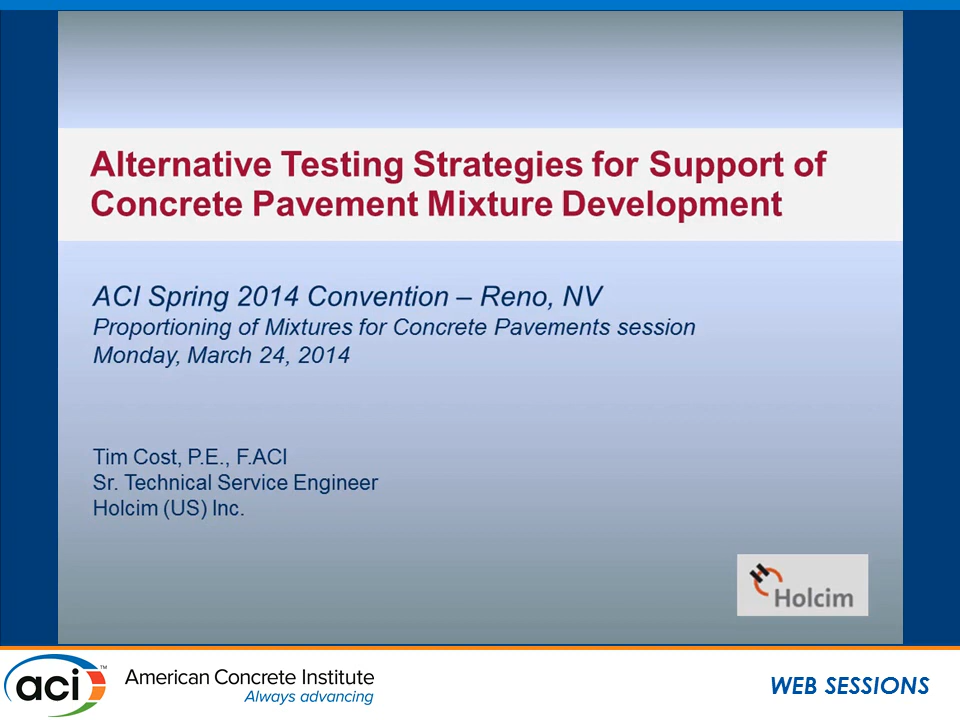 Alternative Testing Strategies for Support of
Concrete Pavement Mixture Development
ACI Spring 2014 Convention – Reno, NV
Proportioning of Mixtures for Concrete Pavements session
Monday, March 24, 2014
Tim Cost, P.E., F.ACI
Sr. Technical Service Engineer
Holcim (US) Inc.
Holcim
aci™
American Concrete Institute
Always advancing
WEB SESSIONS